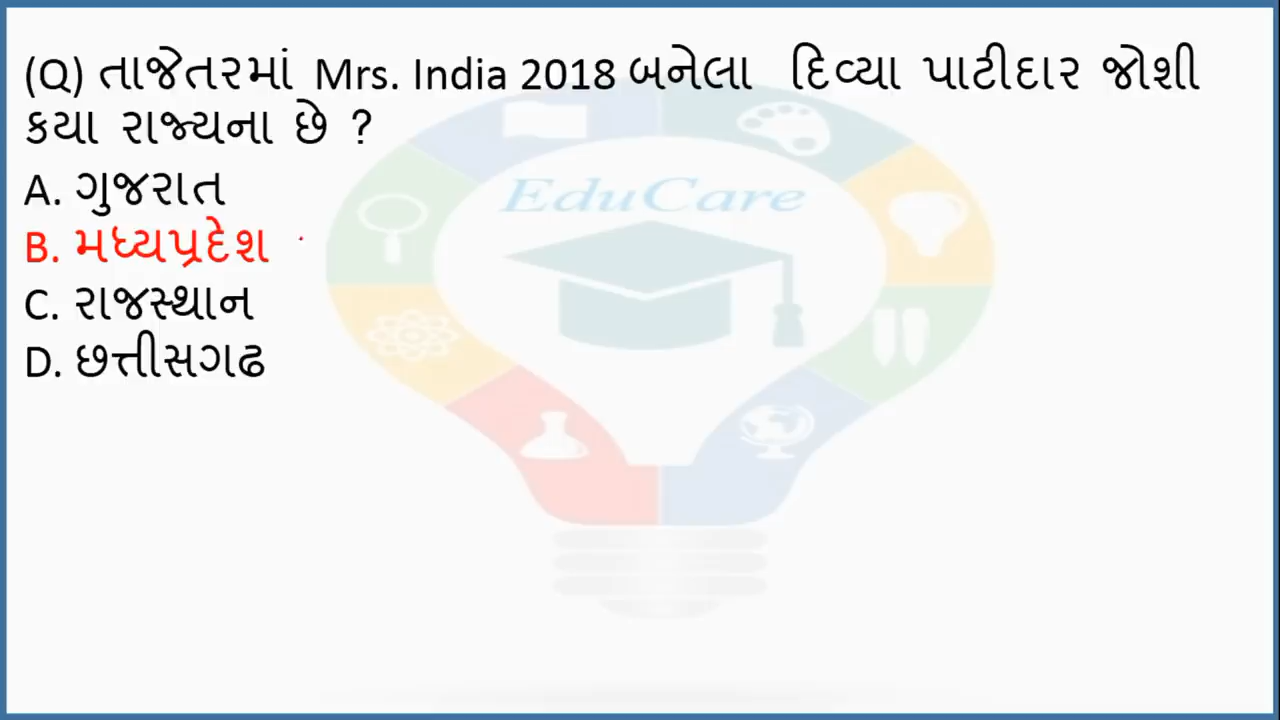 (Q) તાજેતરમાં Mrs. India 2018 બનેલા દિવ્યા પાટીદાર જોશી
કયા રાજ્યના છે ?
A. ગુજરાત
B. મધ્યપ્રદેશ
C. રાજસ્થાન
D. છત્તીસગઢ
EduCare